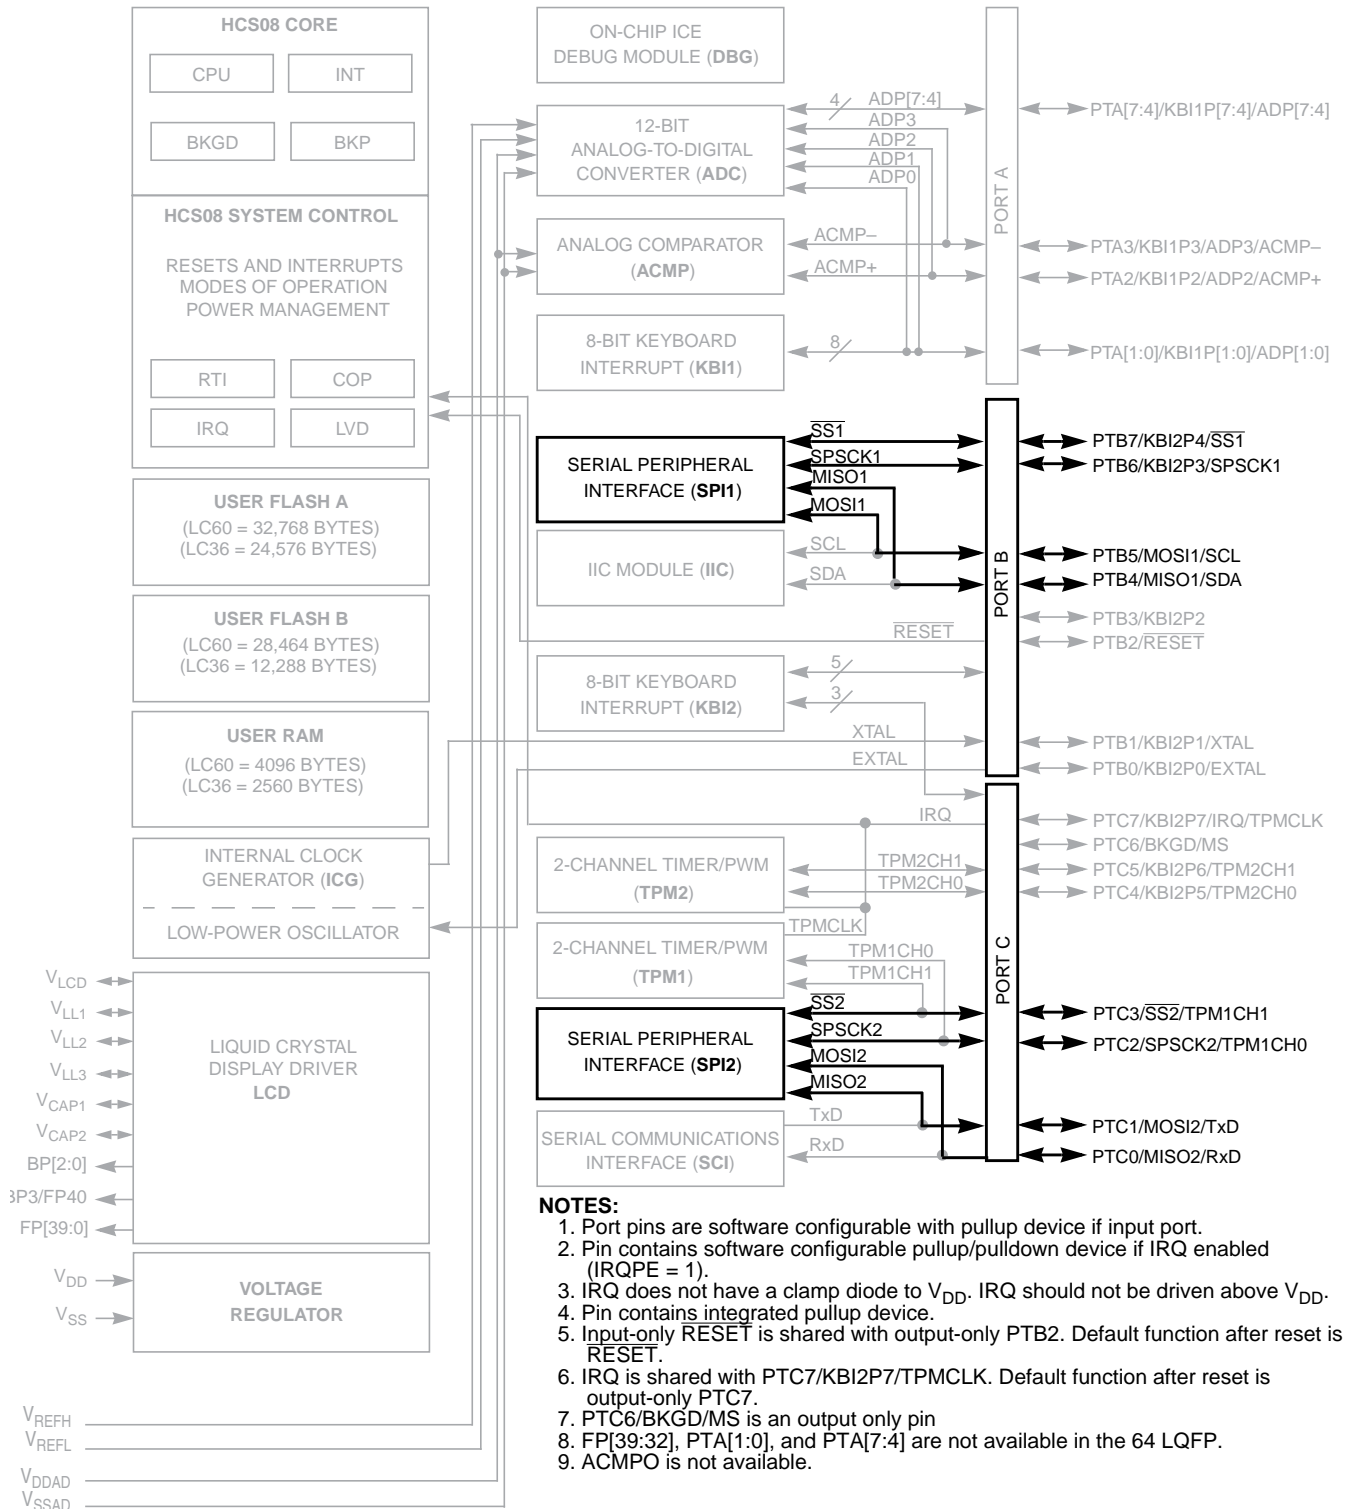 HCS08 CORE
CPU
INT
BKGD
BKP
HCS08 SYSTEM CONTROL
RESETS AND INTERRUPTS
MODES OF OPERATION
POWER MANAGEMENT
RTI
COP
IRQ
LVD
USER FLASH A
(LC60 = 32,768 BYTES)
(LC36 = 24,576 BYTES)
USER FLASH B
(LC60 = 28,464 BYTES)
(LC36 = 12,288 BYTES)
USER RAM
(LC60 = 4096 BYTES)
(LC36 = 2560 BYTES)
INTERNAL CLOCK
GENERATOR (ICG)
LOW-POWER OSCILLATOR
VLCD
VLL1
VLL2
VLL3
VCAP1
VCAP2
BP[2:0]
BP3/FP40
FP[39:0]
LIQUID CRYSTAL
DISPLAY DRIVER
LCD
VDD
VSS
VOLTAGE
REGULATOR
VREFH
VREFL
VDDAD
VSSAD
ON-CHIP ICE
DEBUG MODULE (DBG)
12-BIT
ANALOG-TO-DIGITAL
CONVERTER (ADC)
4
ADP[7:4]
ADP3
ADP2
ADP1
ADP0
ANALOG COMPARATOR
(ACMP)
ACMP–
ACMP+
8-BIT KEYBOARD
INTERRUPT (KBI1)
8
PORT A
PTA[7:4]/KBI1P[7:4]/ADP[7:4]
PTA3/KBI1P3/ADP3/ACMP–
PTA2/KBI1P2/ADP2/ACMP+
PTA[1:0]/KBI1P[1:0]/ADP[1:0]
SERIAL PERIPHERAL
INTERFACE (SPI1)
SS1
SPSCK1
MISO1
MOSI1
IIC MODULE (IIC)
SCL
SDA
RESET
8-BIT KEYBOARD
INTERRUPT (KBI2)
5
3
XTAL
EXTAL
PORT B
PTB7/KBI2P4/SS1
PTB6/KBI2P3/SPSCK1
PTB5/MOSI1/SCL
PTB4/MISO1/SDA
PTB3/KBI2P2
PTB2/RESET
PTB1/KBI2P1/XTAL
PTB0/KBI2P0/EXTAL
IRQ
2-CHANNEL TIMER/PWM
(TPM2)
TPM2CH1
TPM2CH0
TPMCLK
2-CHANNEL TIMER/PWM
(TPM1)
TPM1CH0
TPM1CH1
SERIAL PERIPHERAL
INTERFACE (SPI2)
SS2
SPSCK2
MOSI2
MISO2
SERIAL COMMUNICATIONS
INTERFACE (SCI)
TxD
RxD
PORT C
PTC7/KBI2P7/IRQ/TPMCLK
PTC6/BKGD/MS
PTC5/KBI2P6/TPM2CH1
PTC4/KBI2P5/TPM2CH0
PTC3/SS2/TPM1CH1
PTC2/SPSCK2/TPM1CH0
PTC1/MOSI2/TxD
PTC0/MISO2/RxD
NOTES:
1. Port pins are software configurable with pullup device if input port.
2. Pin contains software configurable pullup/pulldown device if IRQ enabled
(IRQPE = 1).
3. IRQ does not have a clamp diode to VDD. IRQ should not be driven above VDD.
4. Pin contains integrated pullup device.
5. Input-only RESET is shared with output-only PTB2. Default function after reset is
RESET.
6. IRQ is shared with PTC7/KBI2P7/TPMCLK. Default function after reset is
output-only PTC7.
7. PTC6/BKGD/MS is an output only pin
8. FP[39:32], PTA[1:0], and PTA[7:4] are not available in the 64 LQFP.
9. ACMPO is not available.